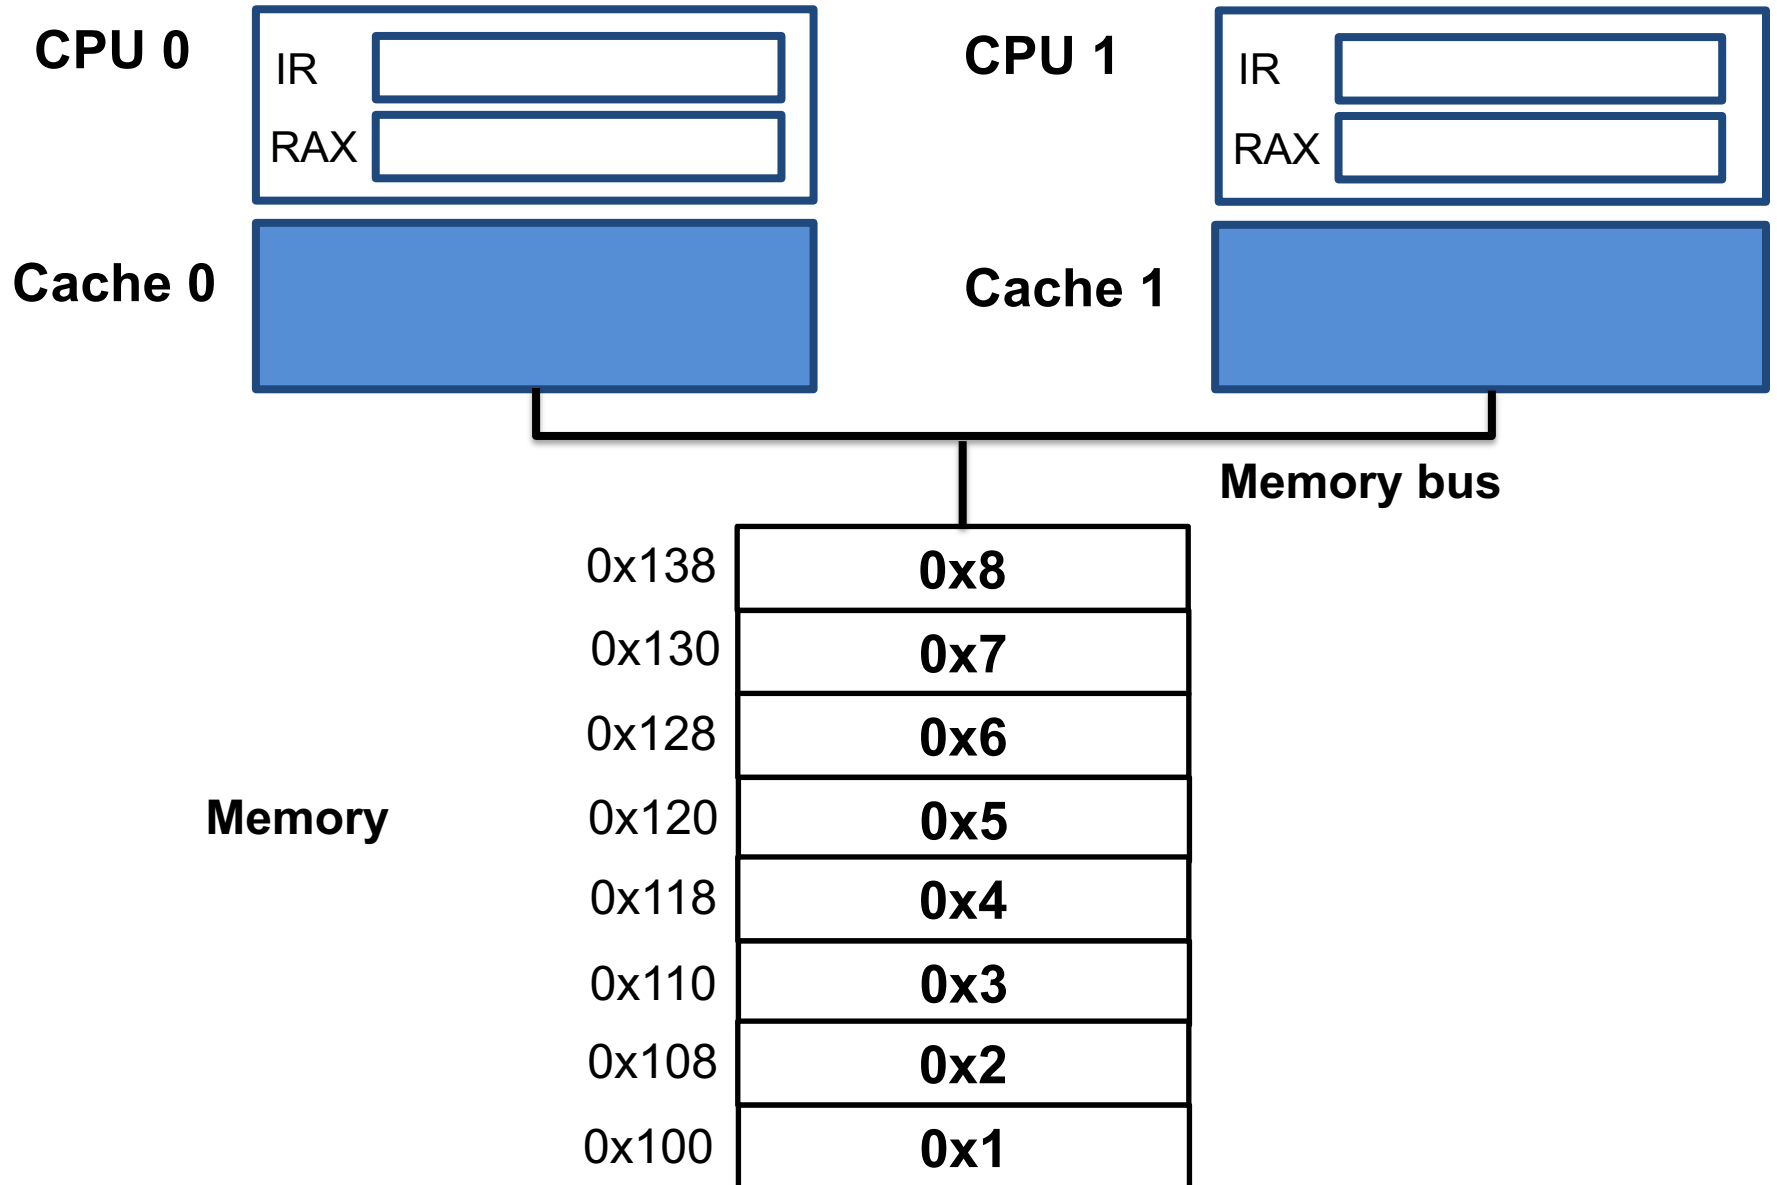 CPU 0
IR
RAX
Cache 0
CPU 1
IR
RAX
Cache 1
Memory bus
Memory
0x138 0x8
0x130 0x7
0x128 0x6
0x120 0x5
0x118 0x4
0x110 0x3
0x108 0x2
0x100 0x1